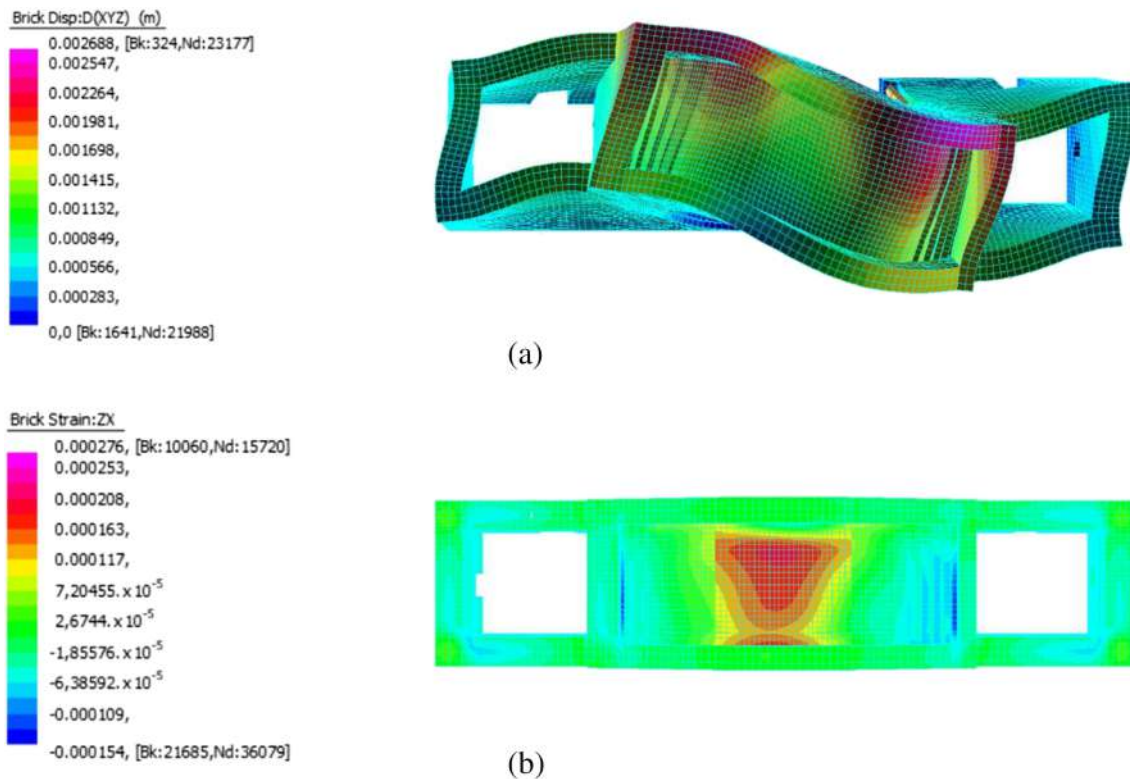 Brick Disp:D(XYZ) (m)
0.002688, [Bk:324,Nd:23177]
0.002547,
0.002264
0.001981,
0.001698,
0.001415,
0.001132,
0.000849,
0.000566,
0.000283,
0,0 [Bk:1641,Nd:21988]
(a)
Brick Strain:ZX
0.000276, [Bk:10060,Nd:15720]
0.000253,
0.000208,
0.000163,
0.000117,
7,20455. x 10⁻⁵
2,6744. x 10⁻⁵
-1,85576. x 10⁻⁵
-6,38592. x 10⁻⁵
-0.000109,
-0.000154, [Bk:21685,Nd:36079]
(b)